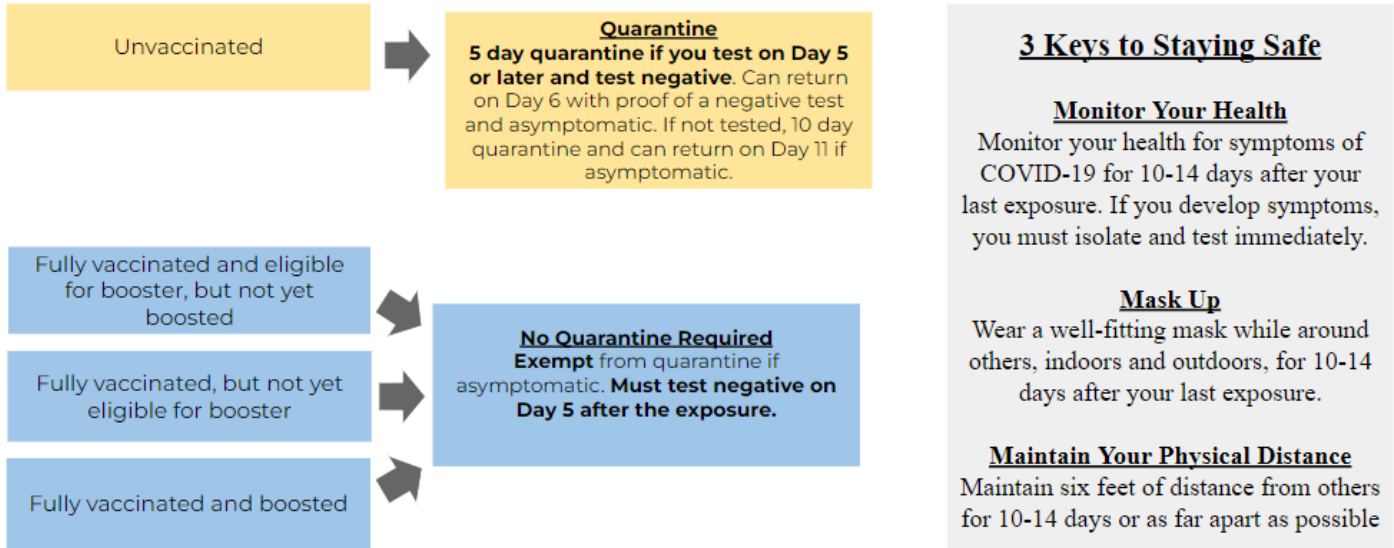 Unvaccinated
Quarantine
5 day quarantine if you test on Day 5
or later and test negative. Can return
on Day 6 with proof of a negative test
and asymptomatic. If not tested, 10 day
quarantine and can return on Day 11 if
asymptomatic.
Fully vaccinated and eligible
for booster, but not yet
boosted
Fully vaccinated, but not yet
eligible for booster
Fully vaccinated and boosted
No Quarantine Required
Exempt from quarantine if
asymptomatic. Must test negative on
Day 5 after the exposure.
3 Keys to Staying Safe
Monitor Your Health
Monitor your health for symptoms of
COVID-19 for 10-14 days after your
last exposure. If you develop symptoms,
you must isolate and test immediately.
Mask Up
Wear a well-fitting mask while around
others, indoors and outdoors, for 10-14
days after your last exposure.
Maintain Your Physical Distance
Maintain six feet of distance from others
for 10-14 days or as far apart as possible